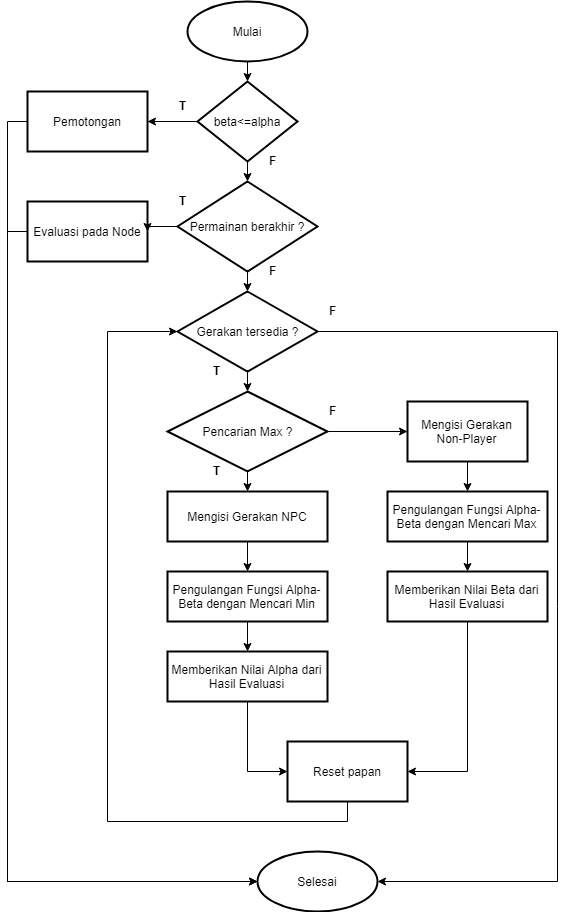 Mulai
T
Pemotongan
beta<=alpha
F
T
Evaluasi pada Node
Permainan berakhir ?
F
F
Gerakan tersedia ?
T
F
Pencarian Max ?
Mengisi Gerakan
Non-Player
T
Mengisi Gerakan NPC
Pengulangan Fungsi Alpha-
Beta dengan Mencari Max
Pengulangan Fungsi Alpha-
Beta dengan Mencari Min
Memberikan Nilai Beta dari
Hasil Evaluasi
Memberikan Nilai Alpha dari
Hasil Evaluasi
Reset papan
Selesai